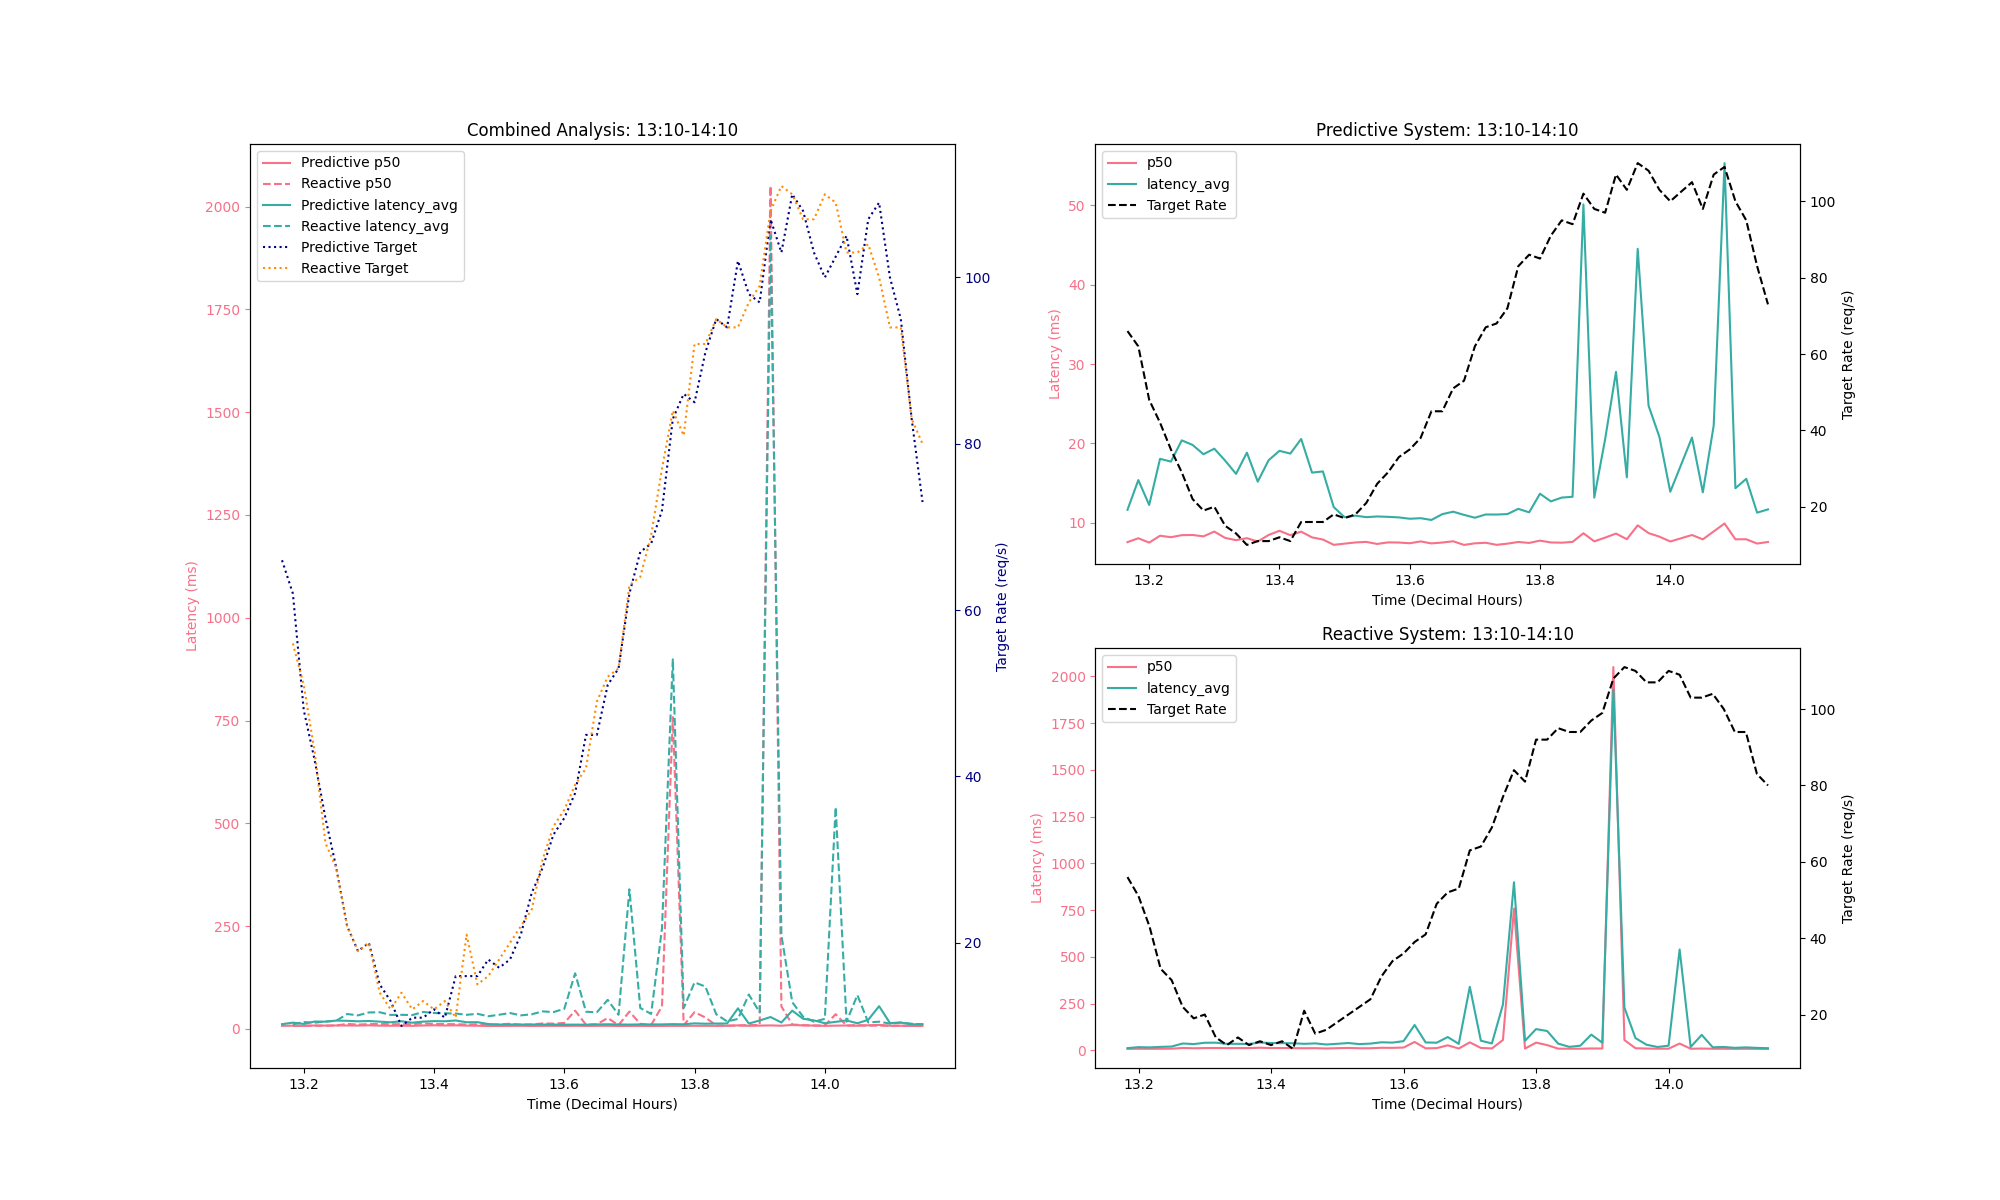 Combined Analysis: 13:10-14:10
Predictive p50
Reactive p50
Predictive latency_avg
Reactive latency_avg
Predictive Target
Reactive Target
2000
1750
1500
1250
1000
750
500
250
0
Latency (ms)
100
80
60
40
20
Target Rate (req/s)
13.2 13.4 13.6 13.8 14.0
Time (Decimal Hours)
Predictive System: 13:10-14:10
p50
latency_avg
Target Rate
50
40
30
20
10
Latency (ms)
100
80
60
40
20
Target Rate (req/s)
13.2 13.4 13.6 13.8 14.0
Time (Decimal Hours)
Reactive System: 13:10-14:10
p50
latency_avg
Target Rate
2000
1750
1500
1250
1000
750
500
250
0
Latency (ms)
100
80
60
40
20
Target Rate (req/s)
13.2 13.4 13.6 13.8 14.0
Time (Decimal Hours)